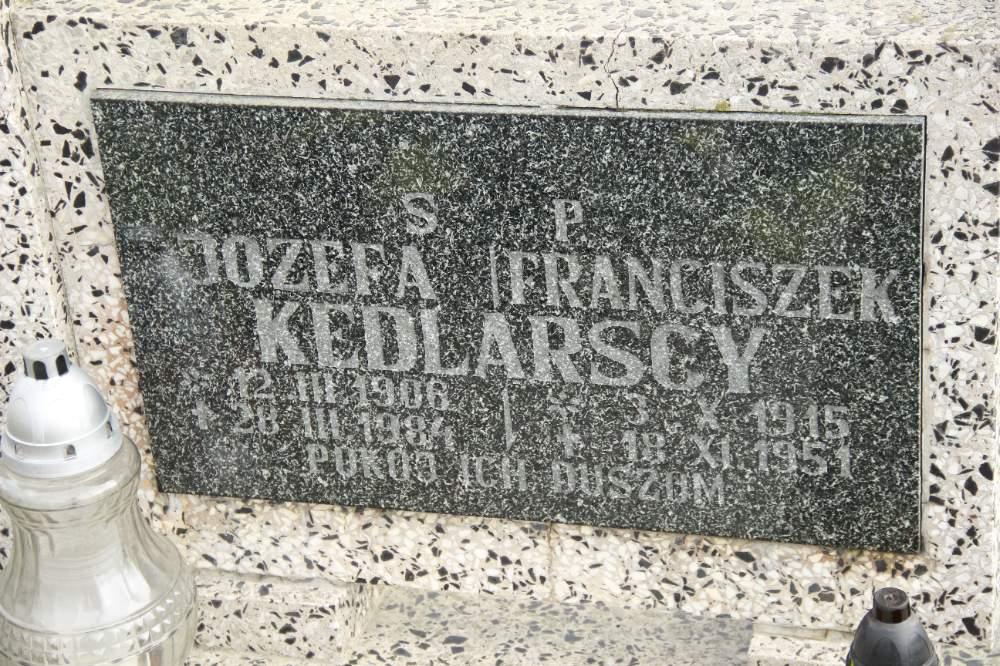 Ś. P.
JÓZEFA | FRANCISZEK
KEDLARSCY
* 12 III 1906 | * 3. X. 1915
+ 28 III 1984 + 18. XI. 1951
POKÓJ ICH DUSZOM